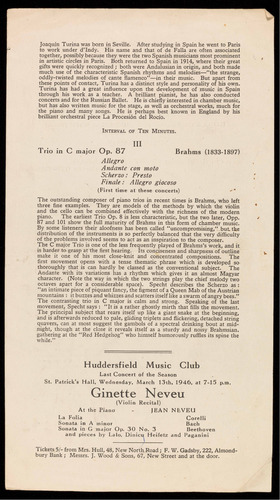 Joaquin Turina was born in Seville. After studying in Spain he went to Paris
to work under d'Indy. His name and that of de Falla are often associated
together, possibly because they were the two Spanish musicians most prominent
in artistic circles in Paris. Both returned to Spain in 1914, where their great
gifts were quickly recognised; both were Andalusian in origin, and both made
much use of the characteristic Spanish rhythms and melodies—"the strange,
oddly-twisted melodies of cante flamenco"—in their music. But apart from
these points of contact, Turina has a distinct style and personality of his own.
Turina has had a great influence upon the development of music in Spain
through his work as a teacher. A brilliant pianist, he has also conducted
concerts and for the Russian Ballet. He is chiefly interested in chamber music,
but has also written music for the stage, as well as orchestral works, much for
the piano and many songs. He is perhaps best known in England by his
brilliant orchestral piece La Procession del Rocio.
INTERVAL OF TEN MINUTES.
III
Trio in C major Op. 87 Brahms (1833-1897)
Allegro
Andante con moto
Scherzo: Presto
Finale: Allegro giocoso
(First time at these concerts)
The outstanding composer of piano trios in recent times is Brahms, who left
three fine examples. They are models of the methods by which the violin
and the cello can be combined effectively with the richness of the modern
piano. The earliest Trio Op. 8 is less characteristic, but the two later, Opp.
87 and 101 show the full maturity of Brahms in this form of chamber music.
By some listeners their aloofness has been called "uncompromising," but the
distribution of the instruments is so perfectly balanced that the very difficulty
of the problems involved seems to act as an inspiration to the composer.
The C major Trio is one of the less frequently played of Brahms's work, and it
is harder to grasp at the first hearing. Its conciseness and sharpness of outline
make it one of his most close-knit and concentrated compositions. The
first movement opens with a tense thematic phrase which is developed so
thoroughly that it can hardly be classed as the conventional subject. The
Andante with its variations has a rhythm which gives it an almost Magyar
character. (Note the way in which the two strings play the chief melody two
octaves apart for a considerable space). Specht describes the Scherzo as
"an intimate piece of piquant fancy, the figment of a Queen Mab of the Austrian
mountains: it bustles and whizzes and scatters itself like a swarm of angry bees."
The contrasting trio in C major is calm and strong. Speaking of the last
movement, Specht says: "It is a rather ghostly mirth that fills the movement.
The principal subject that rears itself up like a giant snake at the beginning,
and is afterwards reduced to pale, gliding triplets and flickering, detached string
quavers, can at most suggest the gambols of a spectral drinking boat at mid-
night, though at the close it reveals itself as a sturdy and noisy Brahmsian,
gathering at the "Red Hedgehog" who himself humorously ruffles its spine the
while."
Huddersfield Music Club
Last Concert of the Season
St. Patrick's Hall, Wednesday, March 13th, 1946, at 7-15 p.m.
Ginette Neveu
(Violin Recital)
At the Piano - JEAN NEVEU
La Folia Corelli
Sonata in A minor Bach
Sonata in G major Op. 30 No. 3 Beethoven
and pieces by Lalo, Dinicu Heifetz and Paganini
Tickets 5/- from Mrs. Hull, 48, New North Road; F. W. Gadsby, 222, Almond-
bury Bank; Messrs. J. Wood & Sons, 67, New Street and at the door.